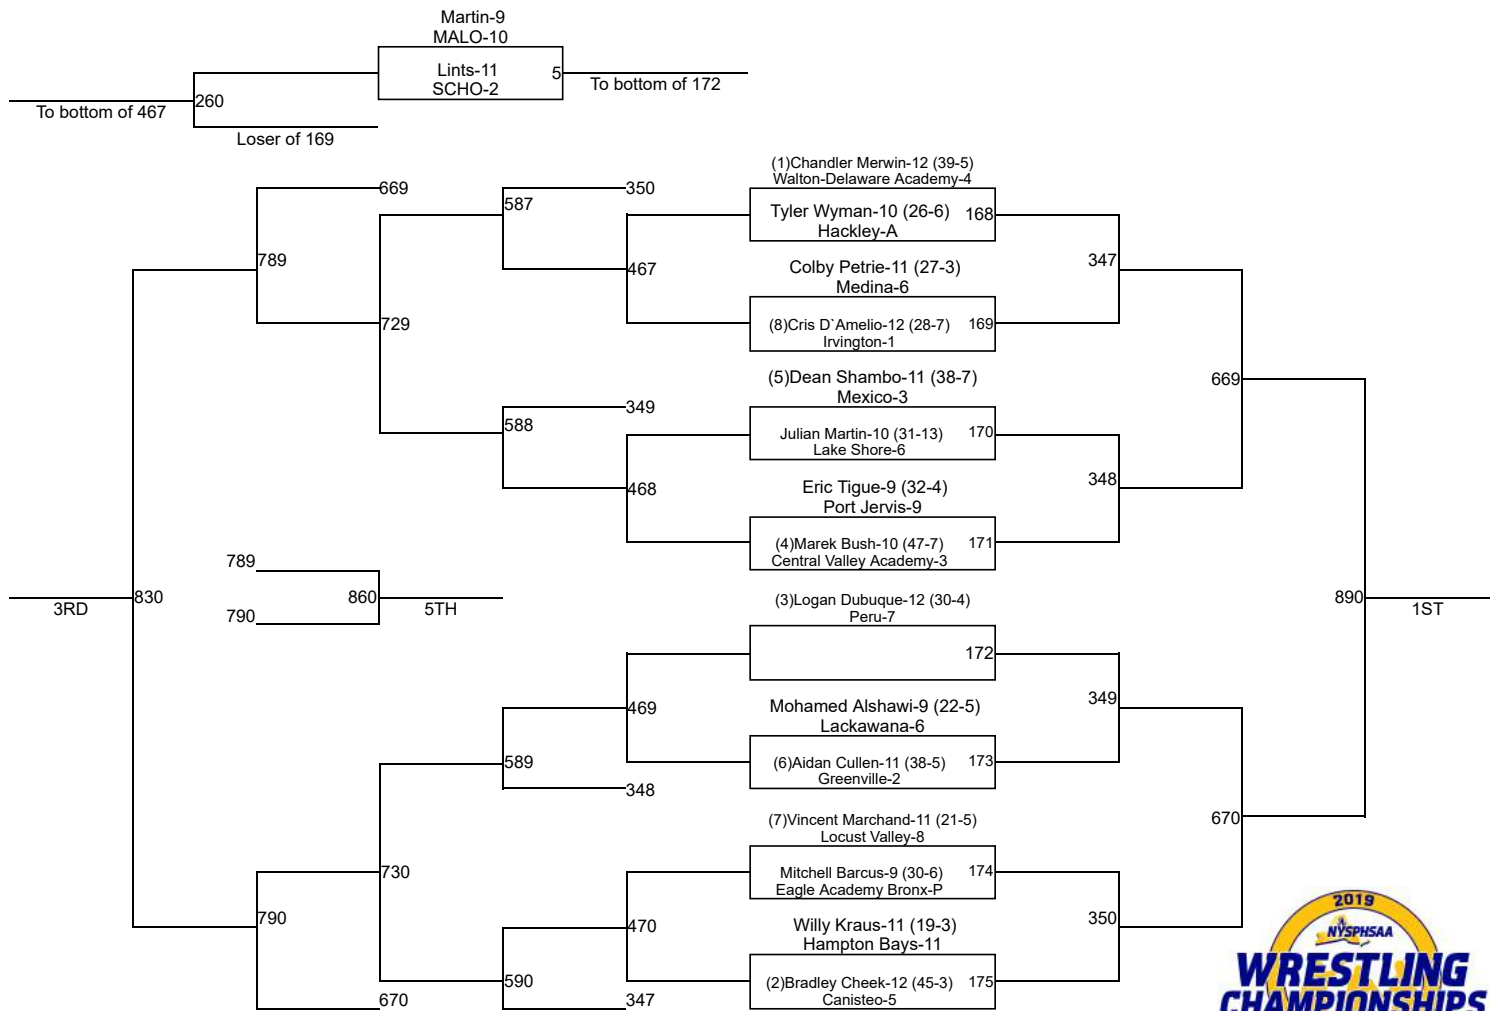 Martin-9
MALO-10
Lints-11
SCHO-2
5
To bottom of 172
260
To bottom of 467
Loser of 169
(1)Chandler Merwin-12 (39-5)
Walton-Delaware Academy-4
669
587
350
Tyler Wyman-10 (26-6)
Hackley-A
168
789
467
Colby Petrie-11 (27-3)
Medina-6
347
729
(8)Cris D`Amelio-12 (28-7)
Irvington-1
169
(5)Dean Shambo-11 (38-7)
Mexico-3
669
588
349
Julian Martin-10 (31-13)
Lake Shore-6
170
468
Eric Tigue-9 (32-4)
Port Jervis-9
348
(4)Marek Bush-10 (47-7)
Central Valley Academy-3
171
789
3RD
830
860
5TH
790
(3)Logan Dubuque-12 (30-4)
Peru-7
890
1ST
172
469
Mohamed Alshawi-9 (22-5)
Lackawana-6
349
589
348
(6)Aidan Cullen-11 (38-5)
Greenville-2
173
(7)Vincent Marchand-11 (21-5)
Locust Valley-8
670
730
Mitchell Barcus-9 (30-6)
Eagle Academy Bronx-P
174
790
470
Willy Kraus-11 (19-3)
Hampton Bays-11
350
670
590
347
(2)Bradley Cheek-12 (45-3)
Canisteo-5
175
2019
NYSPHSAA
WRESTLING
CHAMPIONSHIPS